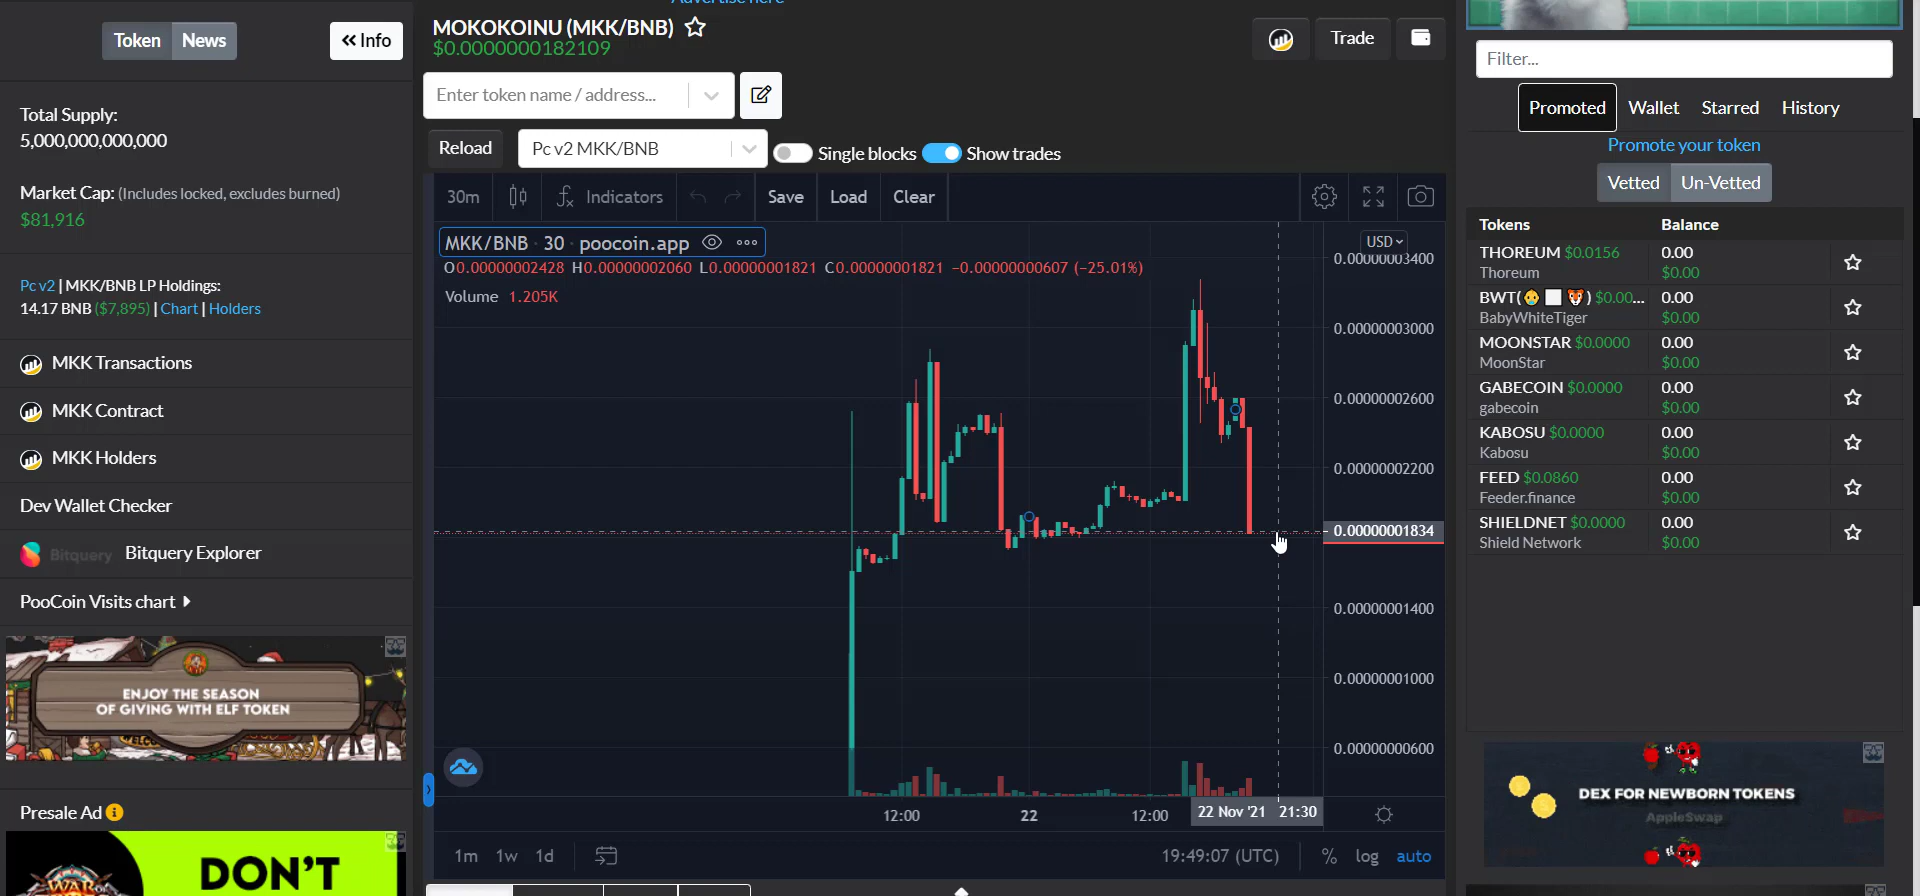 Advertise here
Token News
Info
Total Supply:
5,000,000,000,000
Market Cap: (Includes locked, excludes burned)
$81,916
Pc v2 | MKK/BNB LP Holdings:
14.17 BNB ($7,895) | Chart | Holders
MKK Transactions
MKK Contract
MKK Holders
Dev Wallet Checker
Bitquery Bitquery Explorer
PooCoin Visits chart
ENJOY THE SEASON
OF GIVING WITH ELF TOKEN
Presale Ad
DON'T
MOKOKOINU (MKK/BNB)
$0.0000000182109
Trade
Enter token name / address...
Reload
Pc v2 MKK/BNB
Single blocks
Show trades
30m
Indicators
Save
Load
Clear
MKK/BNB · 30 · poocoin.app
O0.00000002428 H0.00000002060 L0.00000001821 C0.00000001821 −0.00000000607 (−25.01%)
Volume 1.205K
USD
0.00000003400
0.00000003000
0.00000002600
0.00000002200
0.00000001834
0.00000001400
0.00000001000
0.00000000600
12:00
22
12:00
22 Nov '21 21:30
1m 1w 1d
19:49:07 (UTC)
% log auto
Filter...
Promoted Wallet Starred History
Promote your token
Vetted Un-Vetted
Tokens Balance
THOREUM $0.0156 0.00
Thoreum $0.00
BWT( ) $0.00... 0.00
BabyWhiteTiger $0.00
MOONSTAR $0.0000 0.00
MoonStar $0.00
GABECOIN $0.0000 0.00
gabecoin $0.00
KABOSU $0.0000 0.00
Kabosu $0.00
FEED $0.0860 0.00
Feeder.finance $0.00
SHIELDNET $0.0000 0.00
Shield Network $0.00
DEX FOR NEWBORN TOKENS
AppleSwap